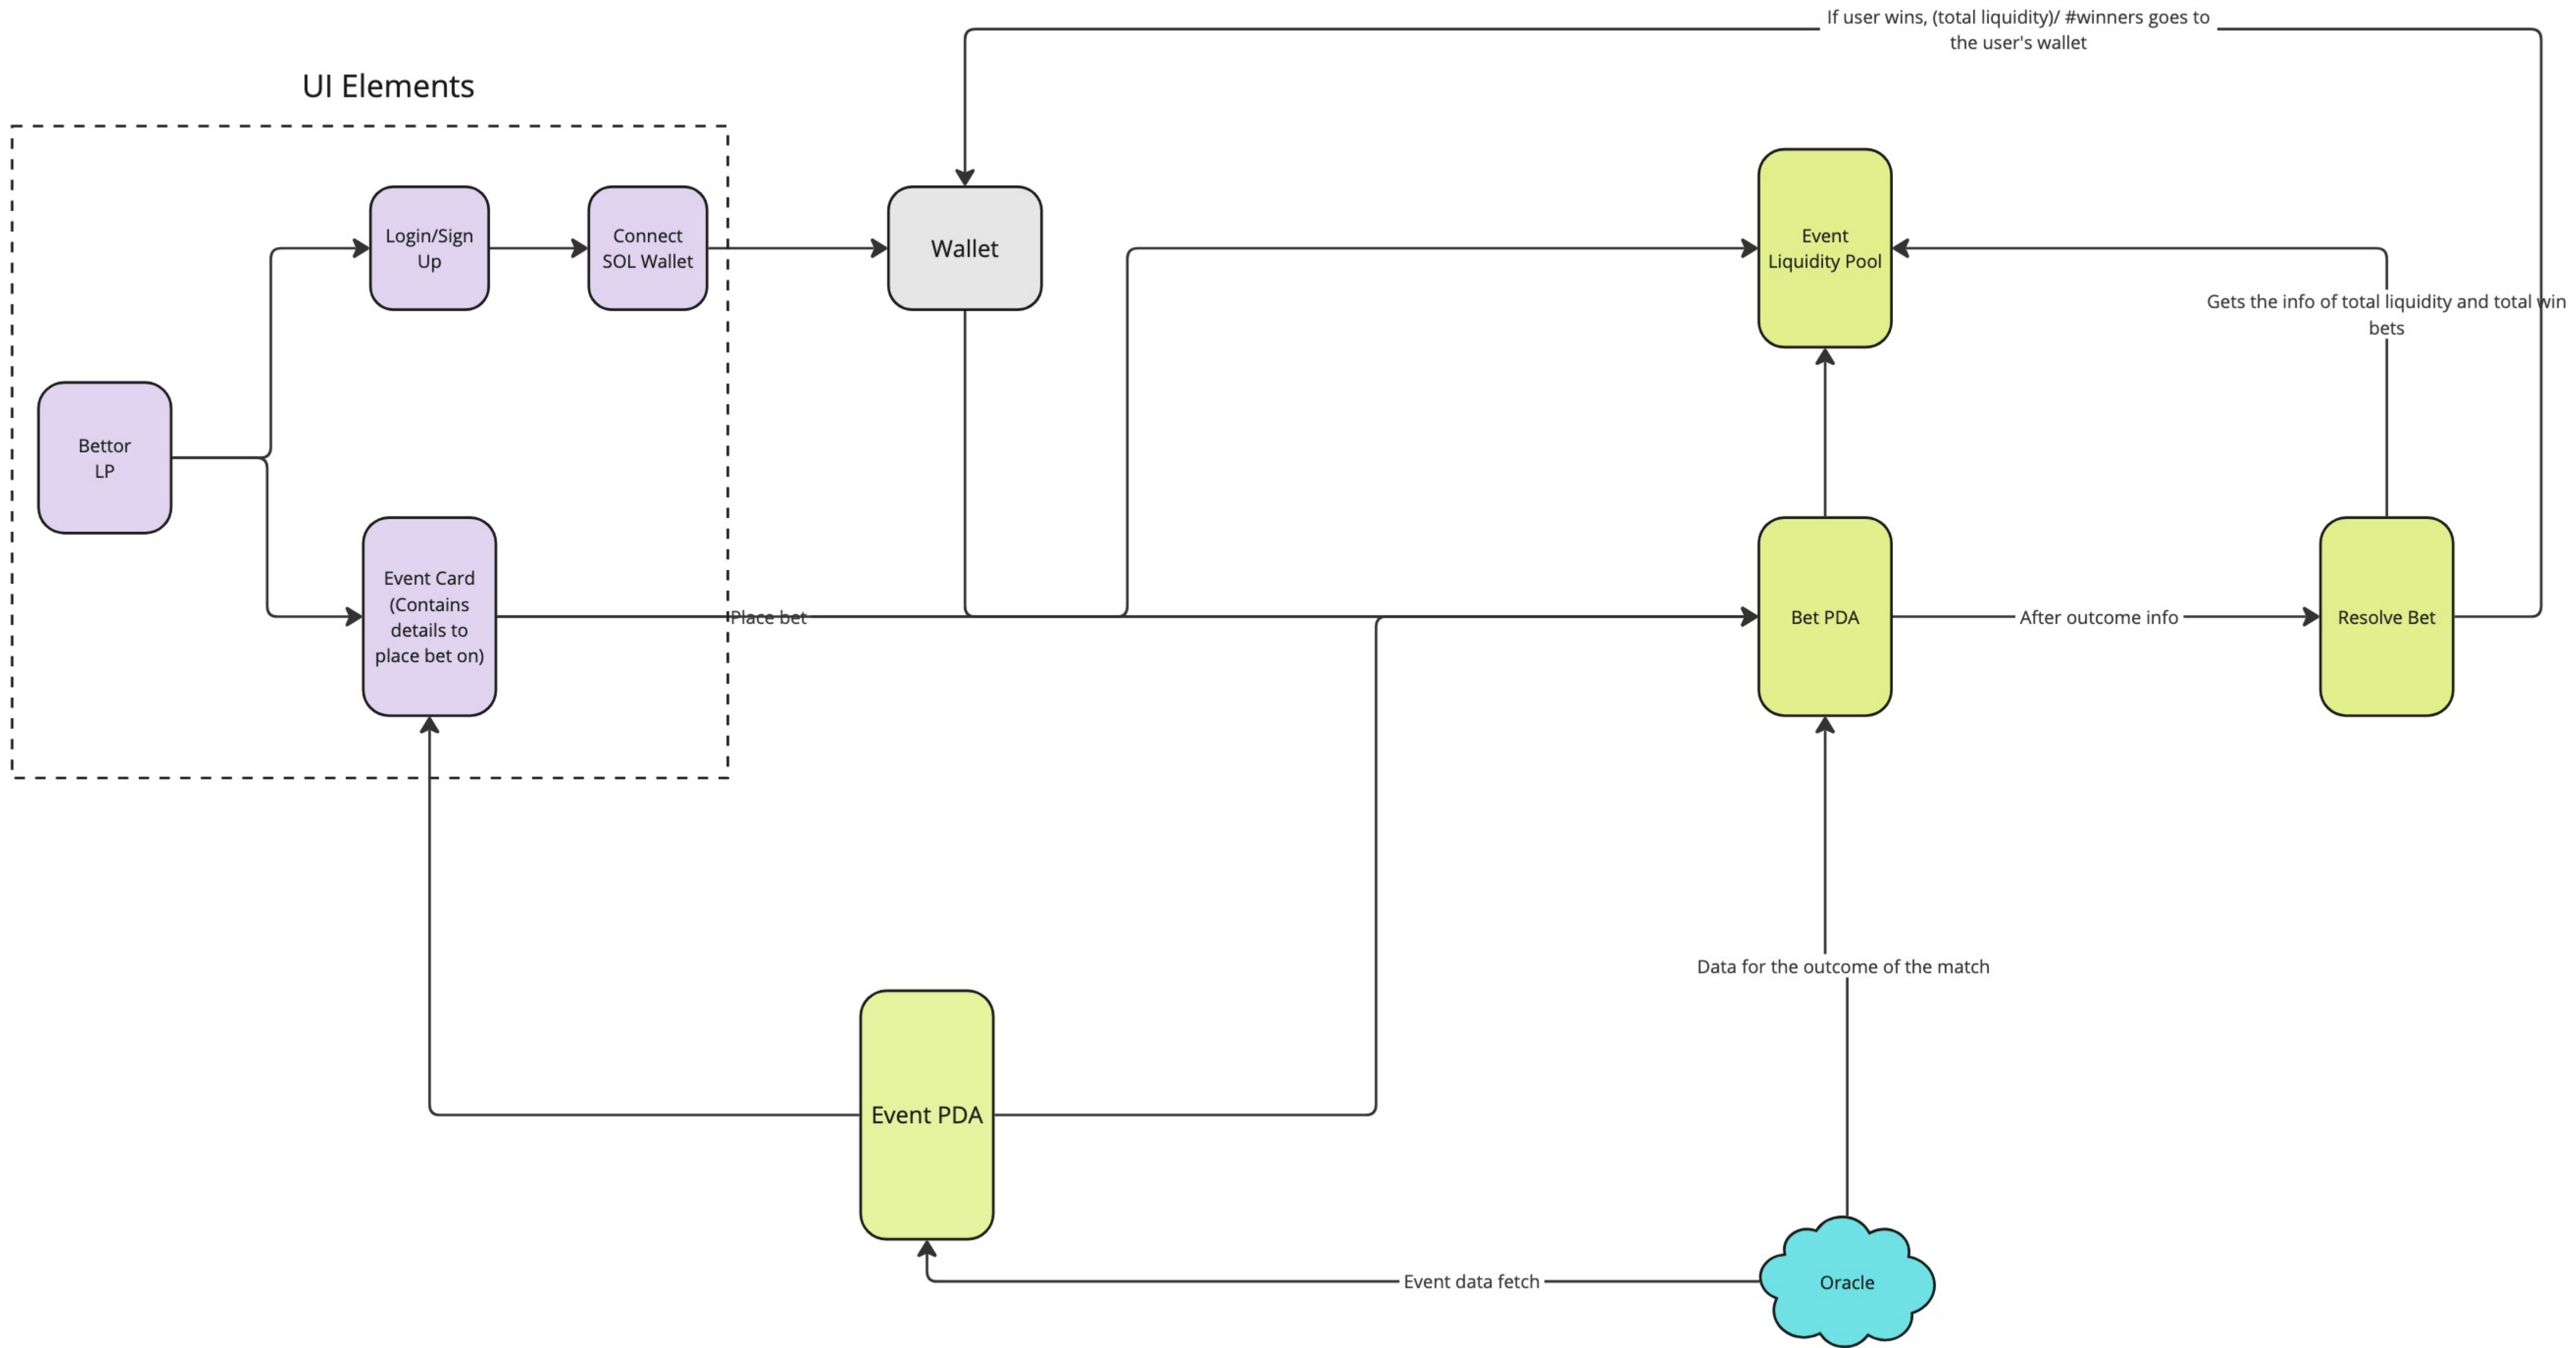 If user wins, (total liquidity)/ #winners goes to
the user's wallet
UI Elements
Login/Sign
Up
Connect
SOL Wallet
Wallet
Event
Liquidity Pool
Gets the info of total liquidity and total win
bets
Bettor
LP
Event Card
(Contains
details to
place bet on)
Place bet
Bet PDA
After outcome info
Resolve Bet
Data for the outcome of the match
Event PDA
Event data fetch
Oracle